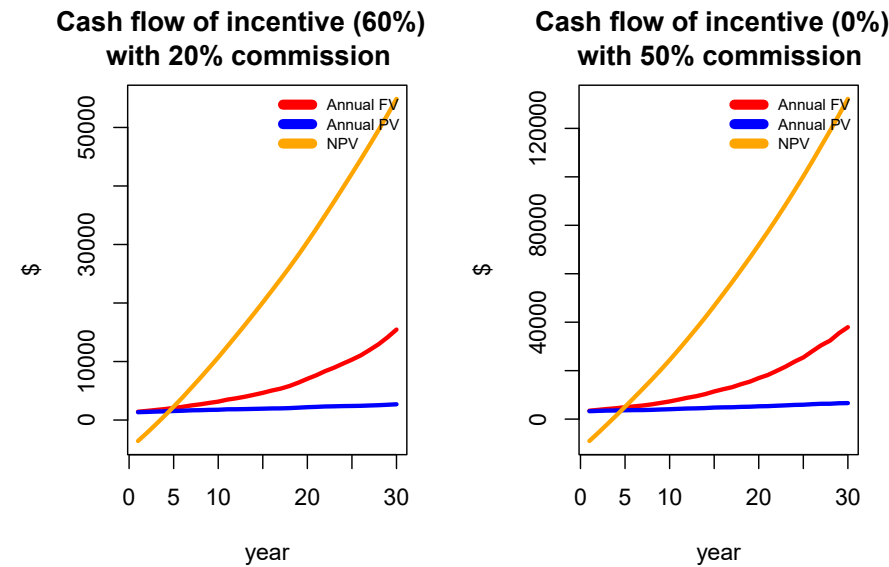 Cash flow of incentive (60%)
with 20% commission
Annual FV
Annual PV
NPV
50000
30000
10000
0
$
0 5 10 20 30
year
Cash flow of incentive (0%)
with 50% commission
Annual FV
Annual PV
NPV
120000
80000
40000
0
$
0 5 10 20 30
year